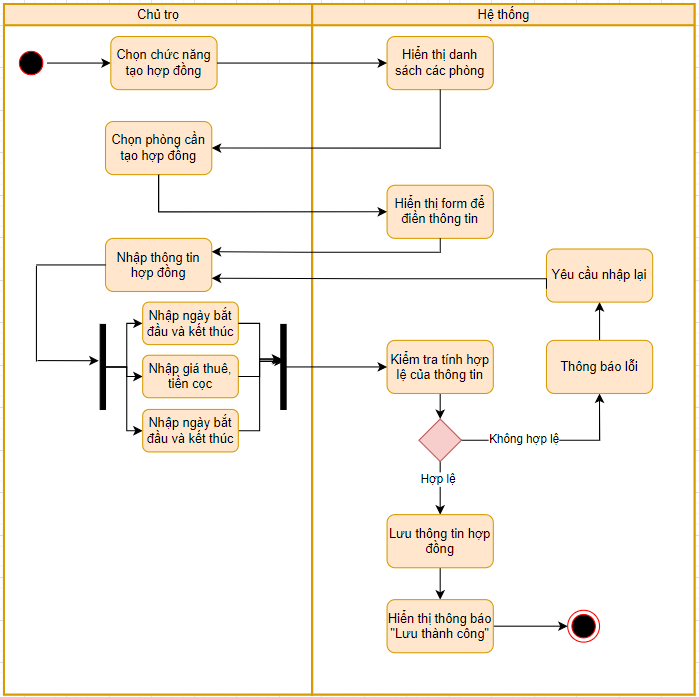 Chủ trọ
Hệ thống
Chọn chức năng
tạo hợp đồng
Hiển thị danh
sách các phòng
Chọn phòng cần
tạo hợp đồng
Hiển thị form để
điền thông tin
Nhập thông tin
hợp đồng
Yêu cầu nhập lại
Nhập ngày bắt
đầu và kết thúc
Nhập giá thuê,
tiền cọc
Nhập ngày bắt
đầu và kết thúc
Kiểm tra tính hợp
lệ của thông tin
Thông báo lỗi
Không hợp lệ
Hợp lệ
Lưu thông tin hợp
đồng
Hiển thị thông báo
"Lưu thành công"